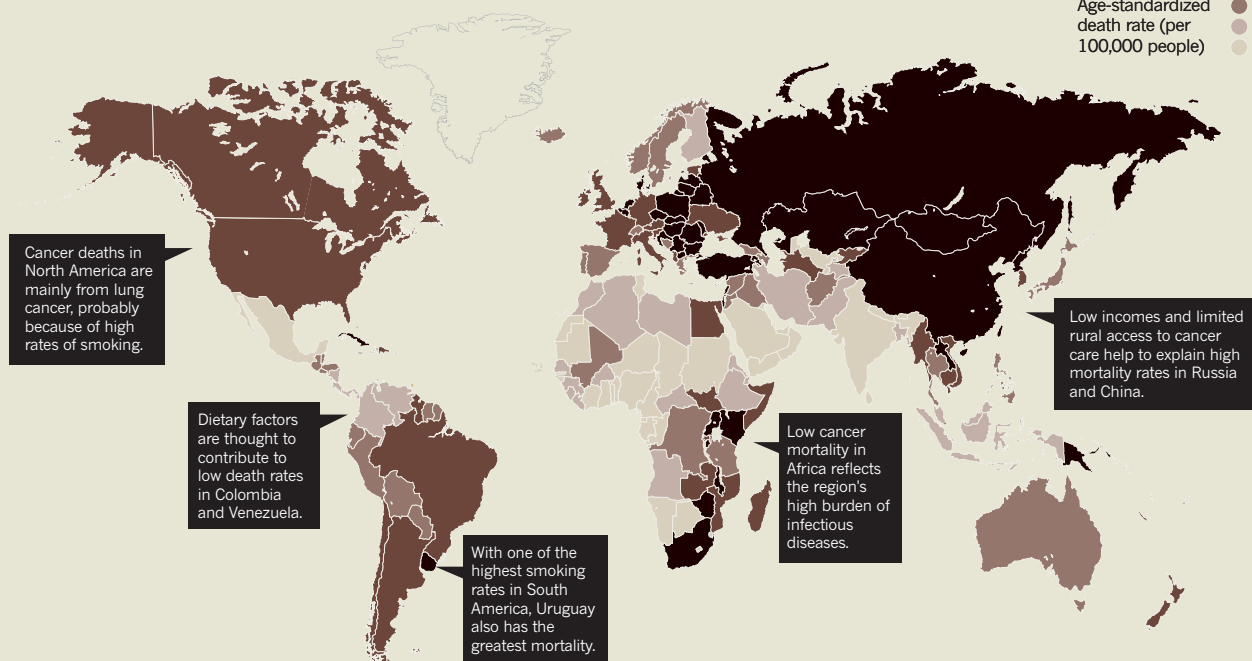 Age-standardized
death rate (per
100,000 people)
Cancer deaths in
North America are
mainly from lung
cancer, probably
because of high
rates of smoking.
Low incomes and limited
rural access to cancer
care help to explain high
mortality rates in Russia
and China.
Dietary factors
are thought to
contribute to
low death rates
in Colombia
and Venezuela.
Low cancer
mortality in
Africa reflects
the region's
high burden of
infectious
diseases.
With one of the
highest smoking
rates in South
America, Uruguay
also has the
greatest mortality.